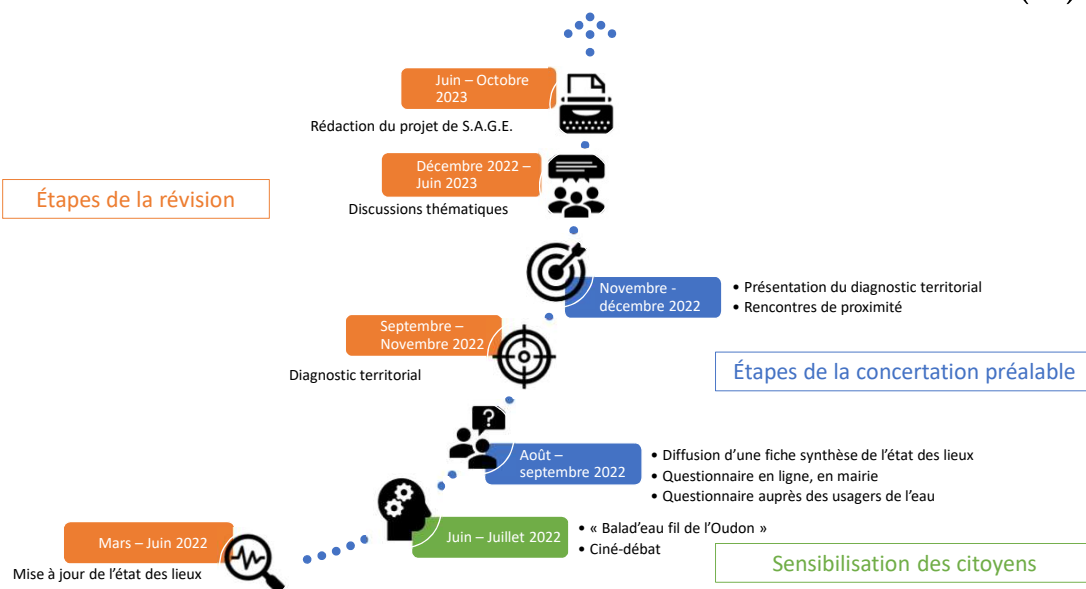 Juin – Octobre
2023
Rédaction du projet de S.A.G.E.
Décembre 2022 –
Juin 2023
Discussions thématiques
Étapes de la révision
Novembre -
décembre 2022
• Présentation du diagnostic territorial
• Rencontres de proximité
Septembre –
Novembre 2022
Diagnostic territorial
Étapes de la concertation préalable
?
Août –
septembre 2022
• Diffusion d'une fiche synthèse de l'état des lieux
• Questionnaire en ligne, en mairie
• Questionnaire auprès des usagers de l'eau
Juin – Juillet 2022
• « Balad'eau fil de l'Oudon »
• Ciné-débat
Mars – Juin 2022
Mise à jour de l'état des lieux
Sensibilisation des citoyens